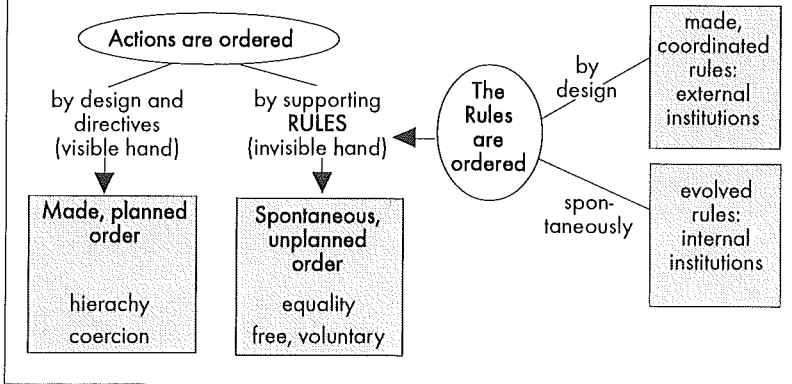 Actions are ordered
by design and
directives
(visible hand)
by supporting
RULES
(invisible hand)
Made, planned
order
hierachy
coercion
Spontaneous,
unplanned
order
equality
free, voluntary
The
Rules
are
ordered
by
design
made,
coordinated
rules:
external
institutions
spon-
taneously
evolved
rules:
internal
institutions